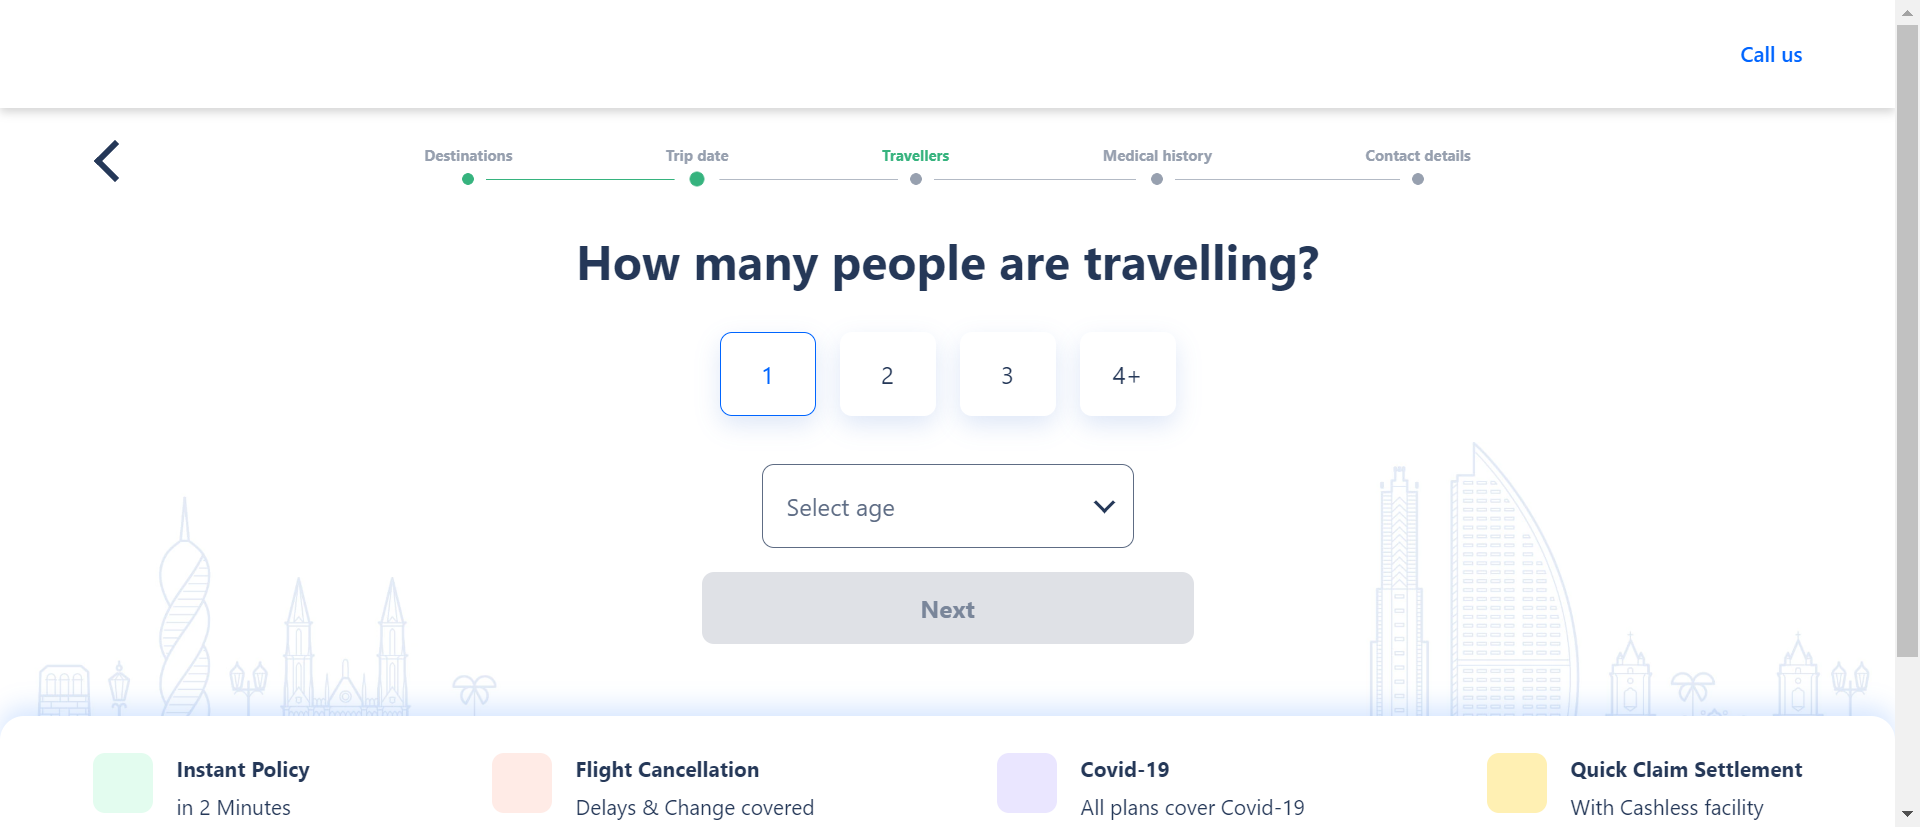 Call us
Destinations
Trip date
Travellers
Medical history
Contact details
How many people are travelling?
1
2
3
4+
Select age
Next
Instant Policy
in 2 Minutes
Flight Cancellation
Delays & Change covered
Covid-19
All plans cover Covid-19
Quick Claim Settlement
With Cashless facility